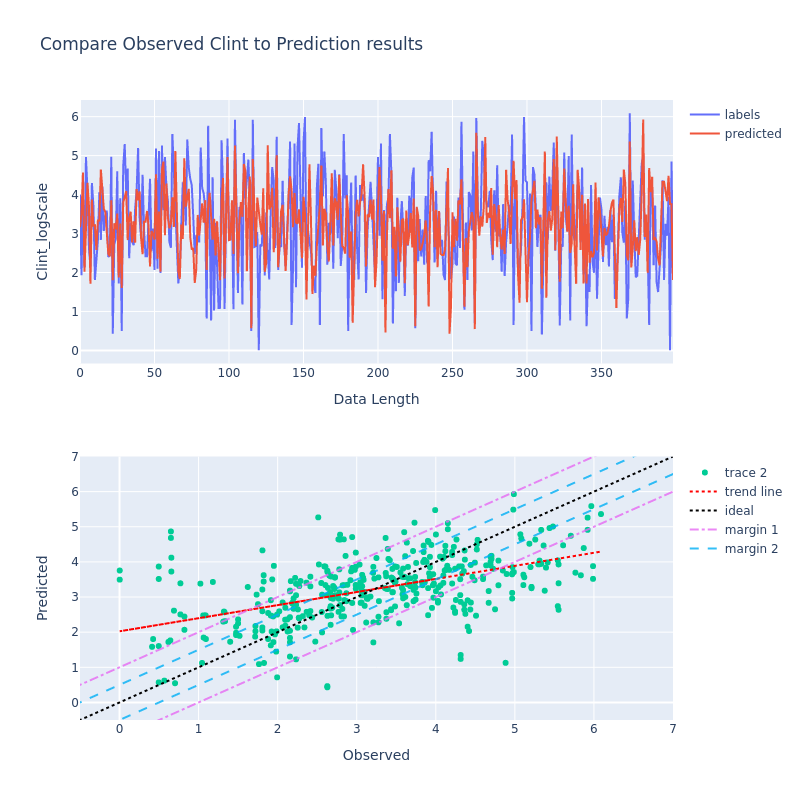 Compare Observed Clint to Prediction results
6
5
4
3
2
1
0
Clint_logScale
0 50 100 150 200 250 300 350
Data Length
labels
predicted
7
6
5
4
3
2
1
0
Predicted
0 1 2 3 4 5 6 7
Observed
trace 2
trend line
ideal
margin 1
margin 2